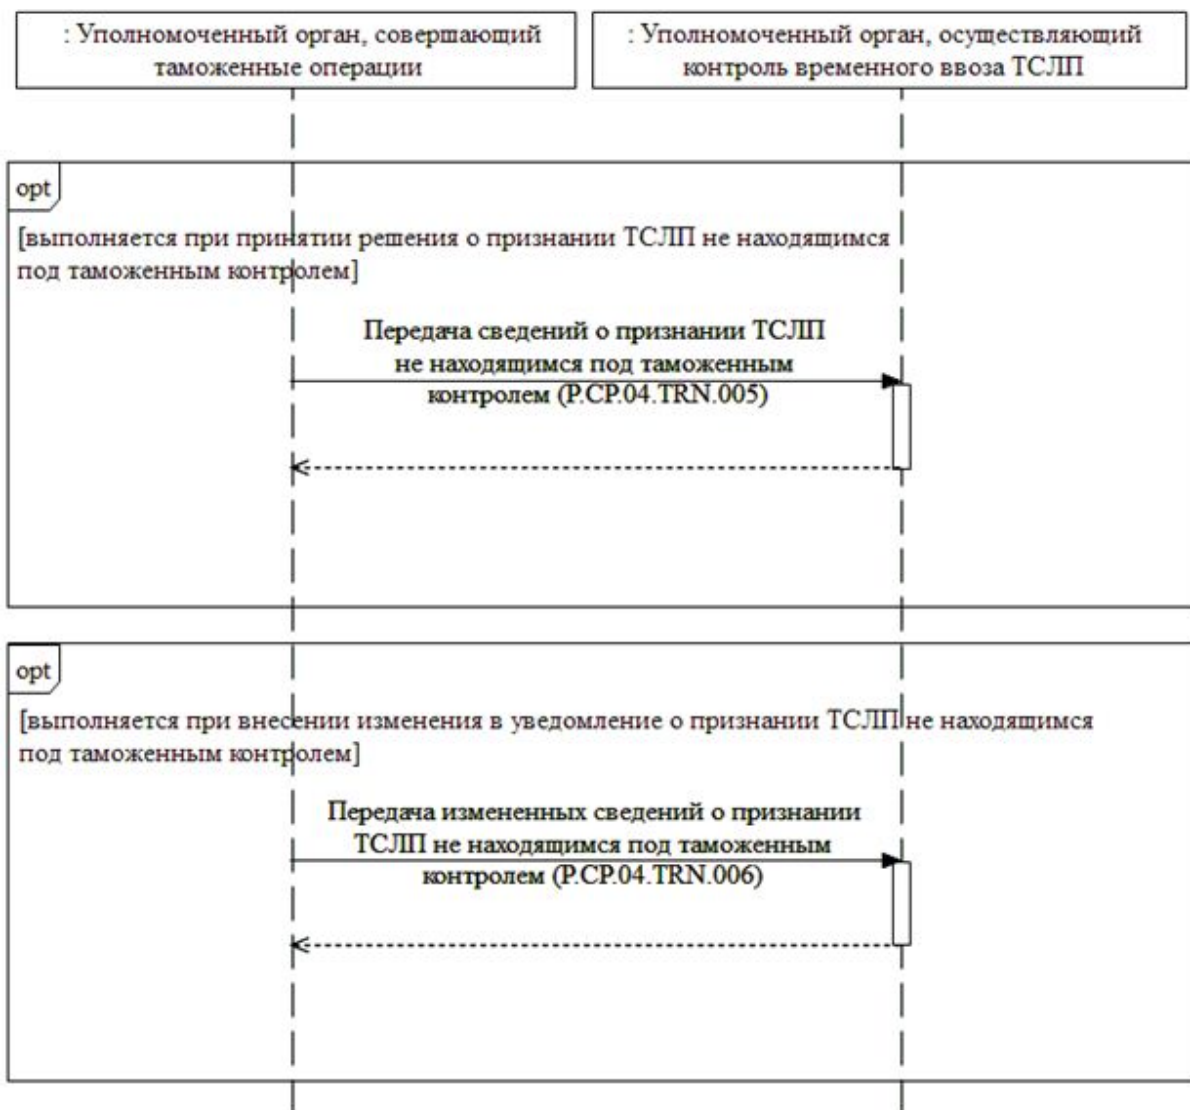 : Уполномоченный орган, совершающий
таможенные операции
: Уполномоченный орган, осуществляющий
контроль временного ввоза ТСЛП
opt
[выполняется при принятии решения о признании ТСЛП не находящимся
под таможенным контролем]
Передача сведений о признании ТСЛП
не находящимся под таможенным
контролем (P.CP.04.TRN.005)
opt
[выполняется при внесении изменения в уведомление о признании ТСЛП не находящимся
под таможенным контролем]
Передача измененных сведений о признании
ТСЛП не находящимся под таможенным
контролем (P.CP.04.TRN.006)